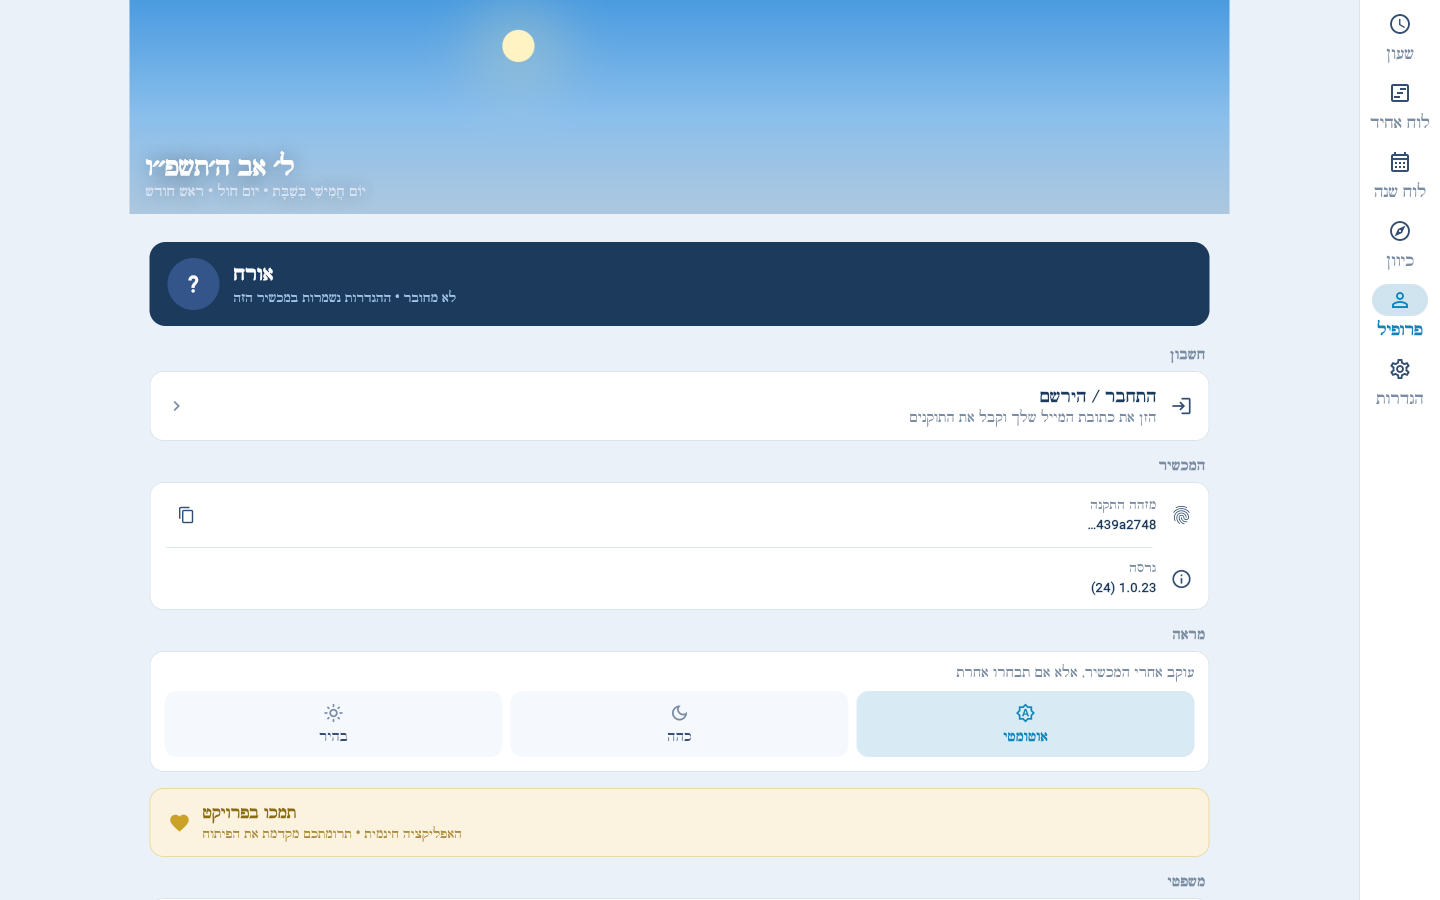 שעון
לוח אחיד
לוח שנה
כיוון
פרופיל
הגדרות
ל׳ אב ה׳תשפ״ו
יוֹם חֲמִישִׁי בְּשַׁבָּת • יום חול • ראש חודש
?
אורח
לא מחובר • ההגדרות נשמרות במכשיר הזה
חשבון
התחבר / הירשם
הזן את כתובת המייל שלך וקבל את התוקנים
המכשיר
מזהה התקנה
439a2748…
גרסה
1.0.23 (24)
מראה
עוקב אחרי המכשיר, אלא אם תבחרו אחרת
אוטומטי
כהה
בהיר
תמכו בפרויקט
האפליקציה חינמית • תרומתכם מקדמת את הפיתוח
משפטי